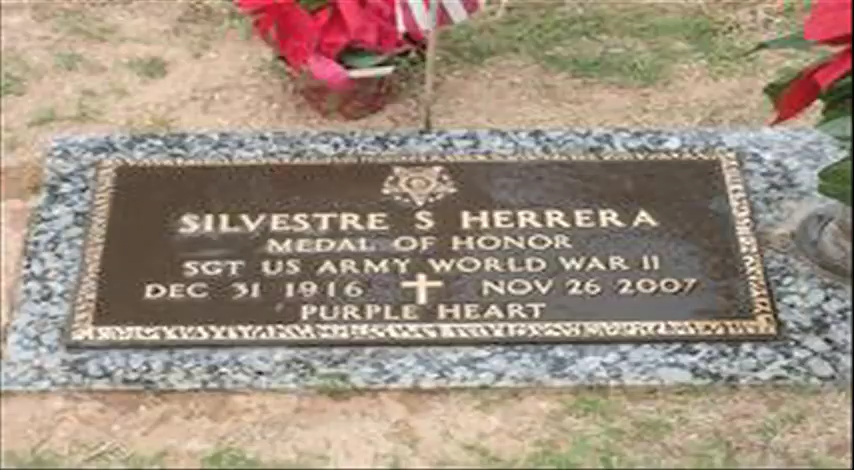 SILVESTRE S HERRERA
MEDAL OF HONOR
SGT US ARMY WORLD WAR II
DEC 31 1916 NOV 26 2007
PURPLE HEART